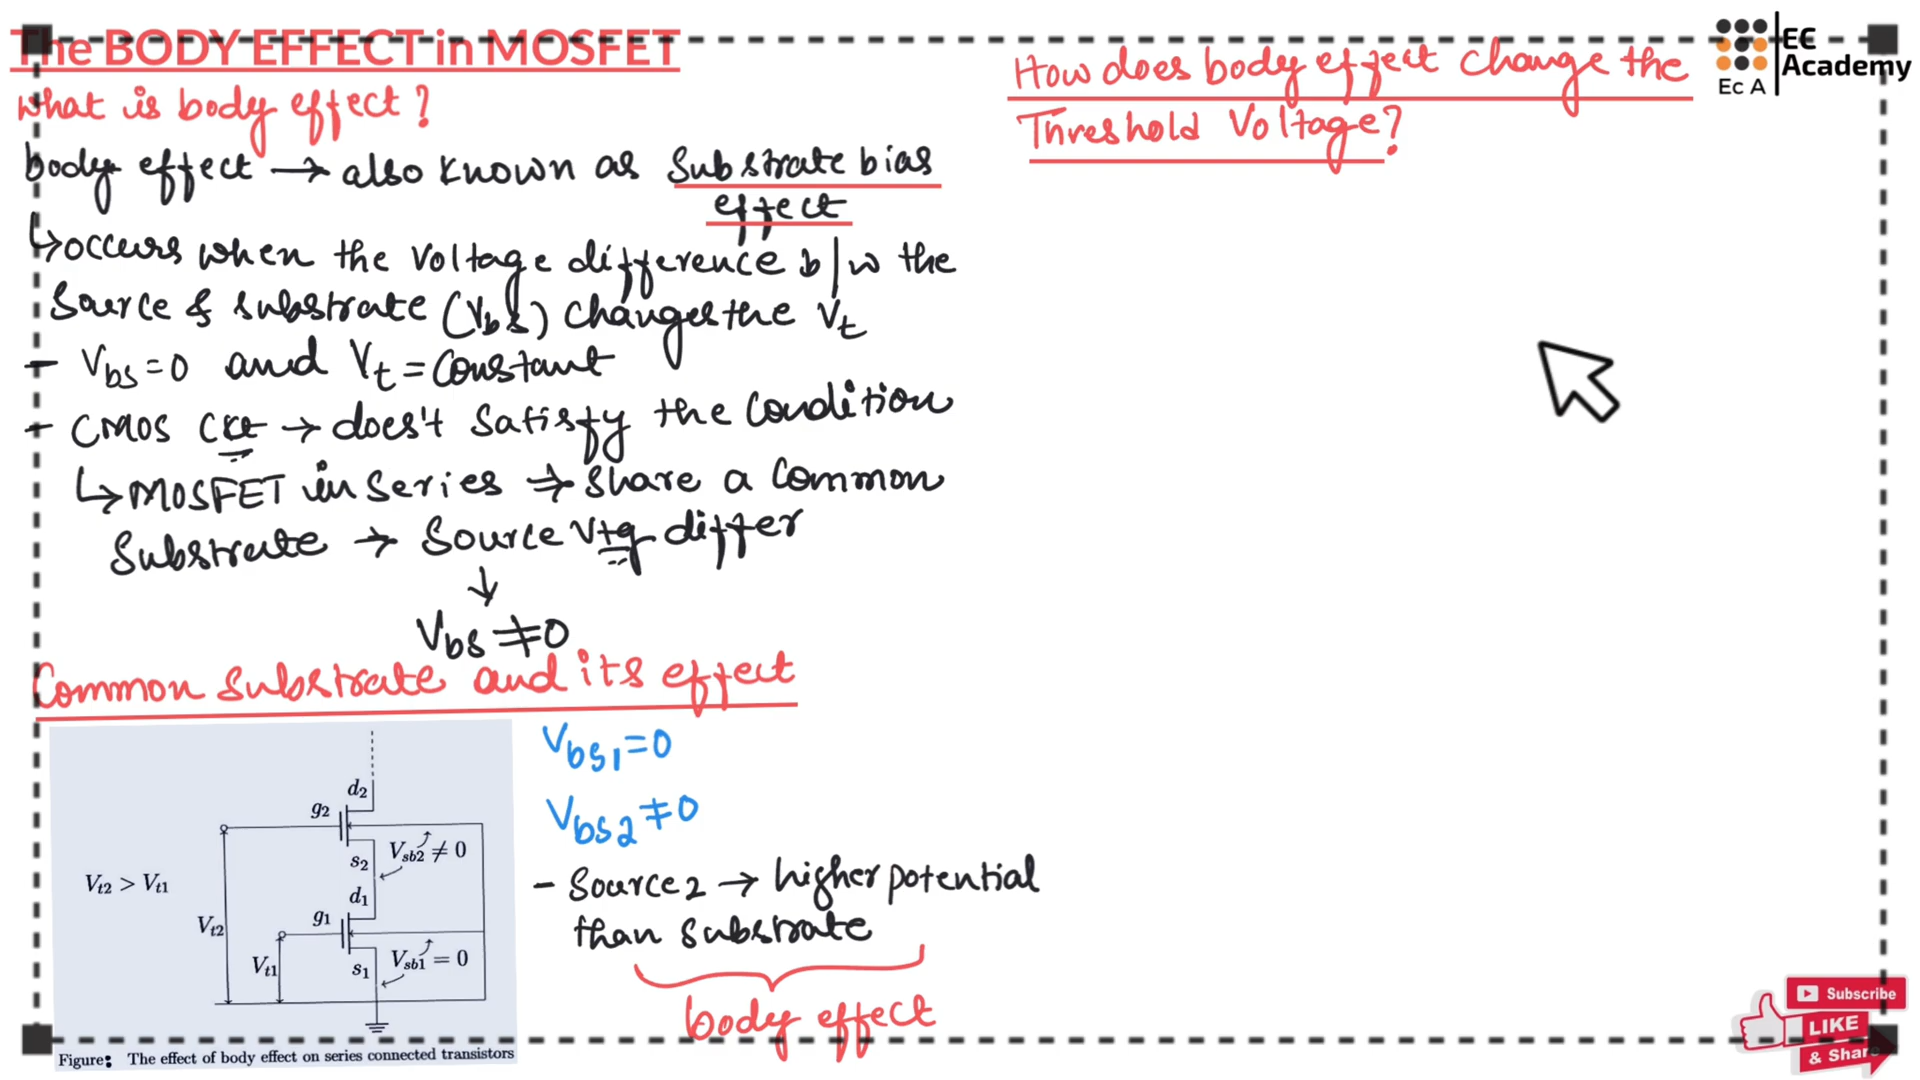 The BODY EFFECT in MOSFET
What is body effect?
body effect → also known as Substrate bias
effect
↳ occurs when the voltage difference b/w the
Source & substrate (Vbs) changes the Vt
- Vbs = 0 and Vt = constant
- CMOS CKt → does't satisfy the condition
↳ MOSFET in series → share a common
Substrate → Source Vtg differ
↓
Vbs ≠ 0
Common substrate and its effect
d2
g2
Vsb2 ≠ 0
s2
Vt2 > Vt1
d1
g1
Vt2
Vt1
s1
Vsb1 = 0
Figure: The effect of body effect on series connected transistors
Vbs1 = 0
Vbs2 ≠ 0
- Source2 → higher potential
than substrate
body effect
How does body effect change the
Threshold Voltage?
EC
Academy
Ec A
Subscribe
LIKE
& Share